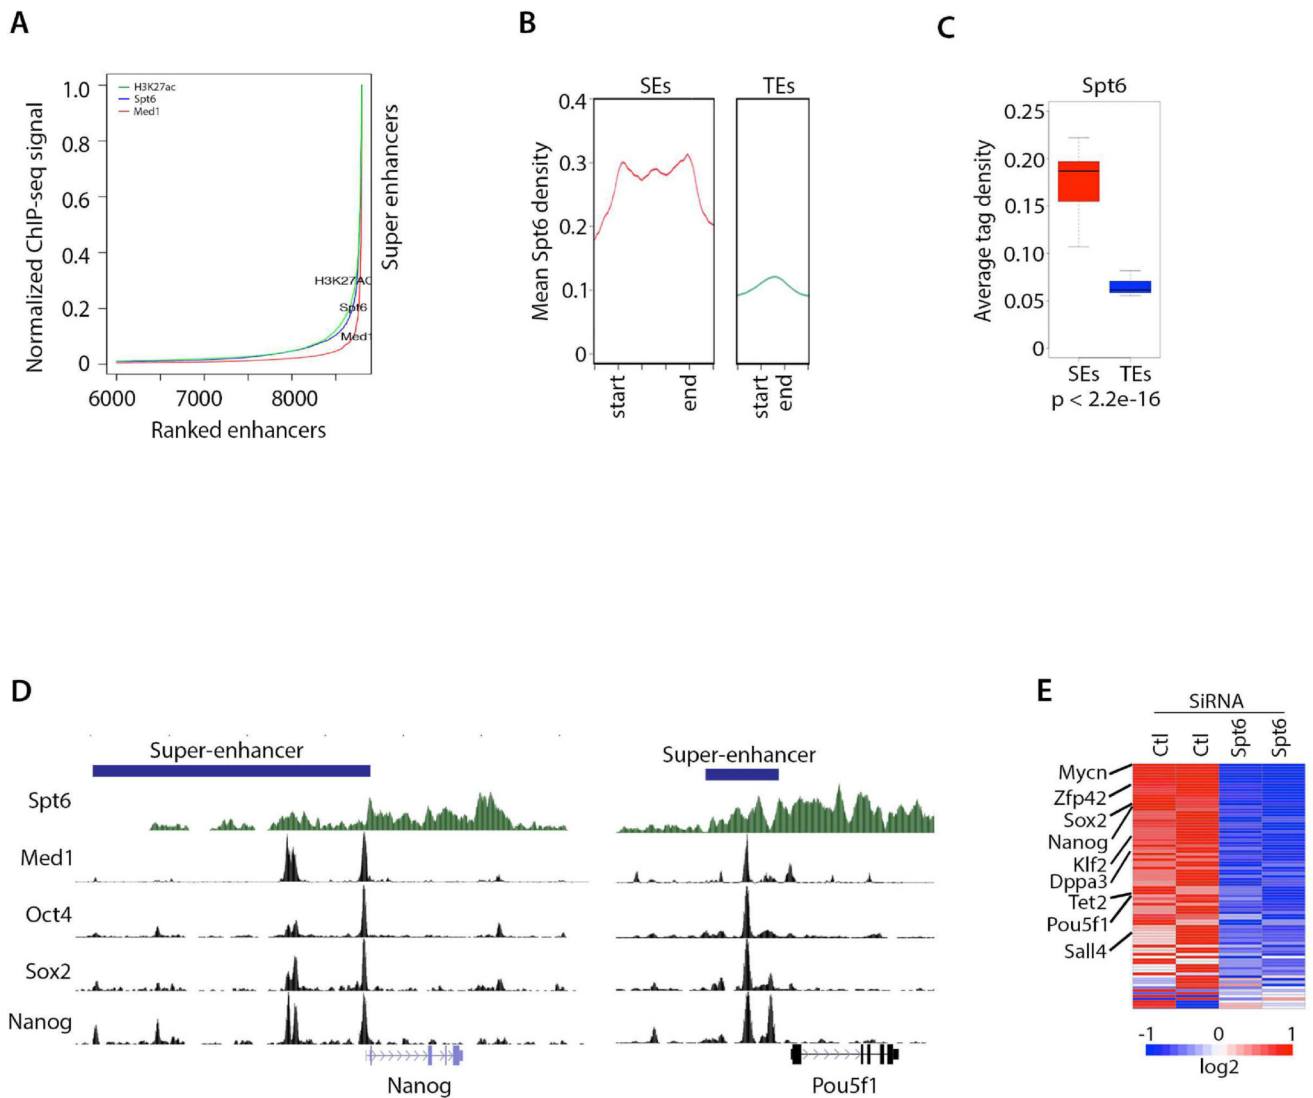 A
Normalized ChIP-seq signal
1.0
0.8
0.6
0.4
0.2
0
H3K27ac
Spt6
Med1
H3K27AC
Spt6
Med1
Super enhancers
6000 7000 8000
Ranked enhancers
B
SEs TEs
Mean Spt6 density
0.4
0.3
0.2
0.1
0
start end start end
C
Spt6
Average tag density
0.25
0.20
0.15
0.10
0.05
0
SEs TEs
p < 2.2e-16
D
Super-enhancer Super-enhancer
Spt6
Med1
Oct4
Sox2
Nanog
Nanog Pou5f1
E
SiRNA
Ctl Ctl Spt6 Spt6
Mycn
Zfp42
Sox2
Nanog
Klf2
Dppa3
Tet2
Pou5f1
Sall4
-1 0 1
log2